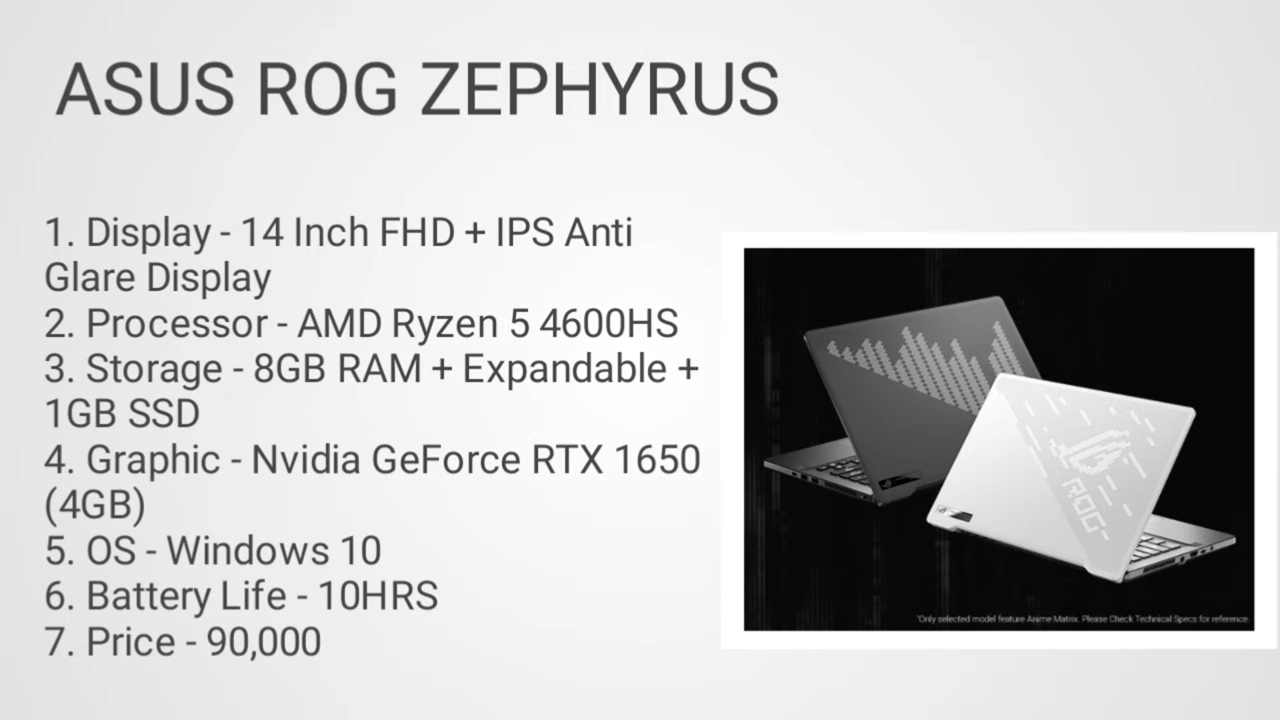 ASUS ROG ZEPHYRUS
1. Display - 14 Inch FHD + IPS Anti
Glare Display
2. Processor - AMD Ryzen 5 4600HS
3. Storage - 8GB RAM + Expandable +
1GB SSD
4. Graphic - Nvidia GeForce RTX 1650
(4GB)
5. OS - Windows 10
6. Battery Life - 10HRS
7. Price - 90,000
ROG
*Only selected model feature Anime Matrix. Please Check Technical Specs for reference.